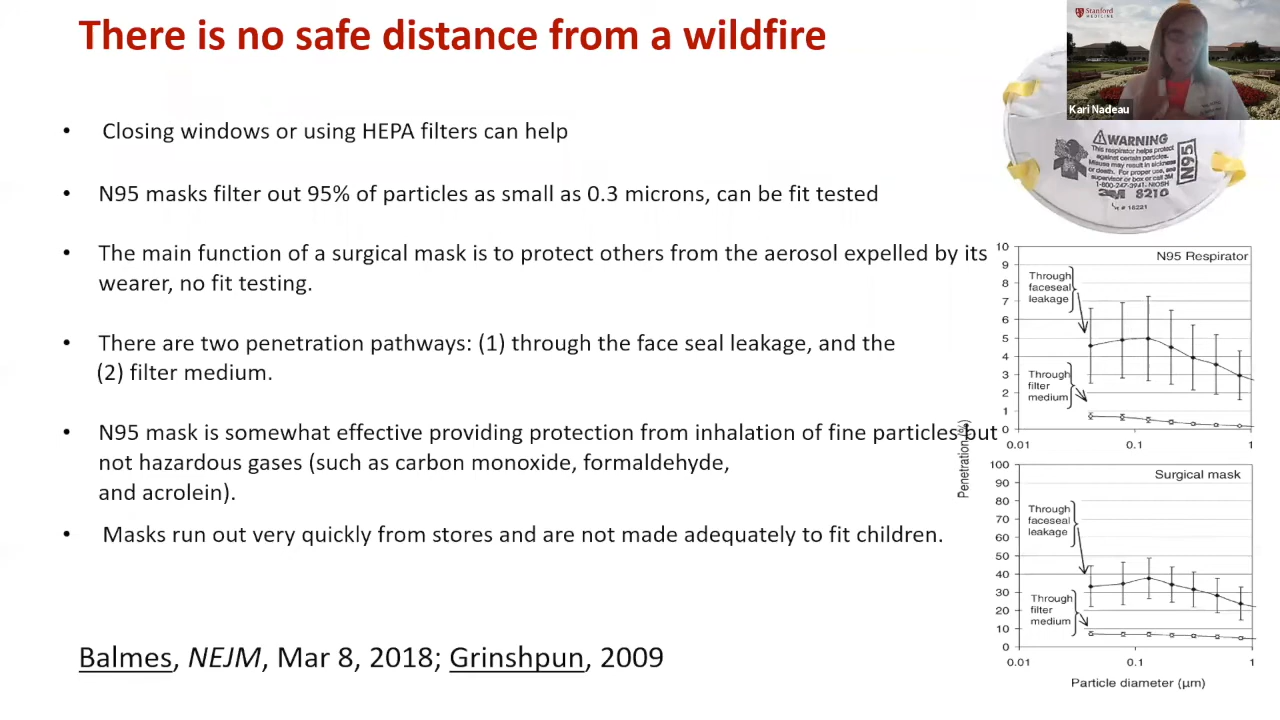 There is no safe distance from a wildfire
Stanford
MEDICINE
Kari Nadeau
• Closing windows or using HEPA filters can help
• N95 masks filter out 95% of particles as small as 0.3 microns, can be fit tested
• The main function of a surgical mask is to protect others from the aerosol expelled by its
wearer, no fit testing.
• There are two penetration pathways: (1) through the face seal leakage, and the
(2) filter medium.
• N95 mask is somewhat effective providing protection from inhalation of fine particles but
not hazardous gases (such as carbon monoxide, formaldehyde,
and acrolein).
• Masks run out very quickly from stores and are not made adequately to fit children.
Balmes, NEJM, Mar 8, 2018; Grinshpun, 2009
WARNING
This respirator helps protect
against certain particles.
Misuse may result in sickness
or death. For proper use, see
supervisor or box or call 3M
1-800-247-3941. NIOSH
3M 8210
N95
N95 Respirator
10
9
8
7
6
5
4
3
2
1
0
Through
faceseal
leakage
Through
filter
medium
0.01
0.1
1
Penetration (%)
Surgical mask
100
90
80
70
60
50
40
30
20
10
0
Through
faceseal
leakage
Through
filter
medium
0.01
0.1
1
Particle diameter (μm)